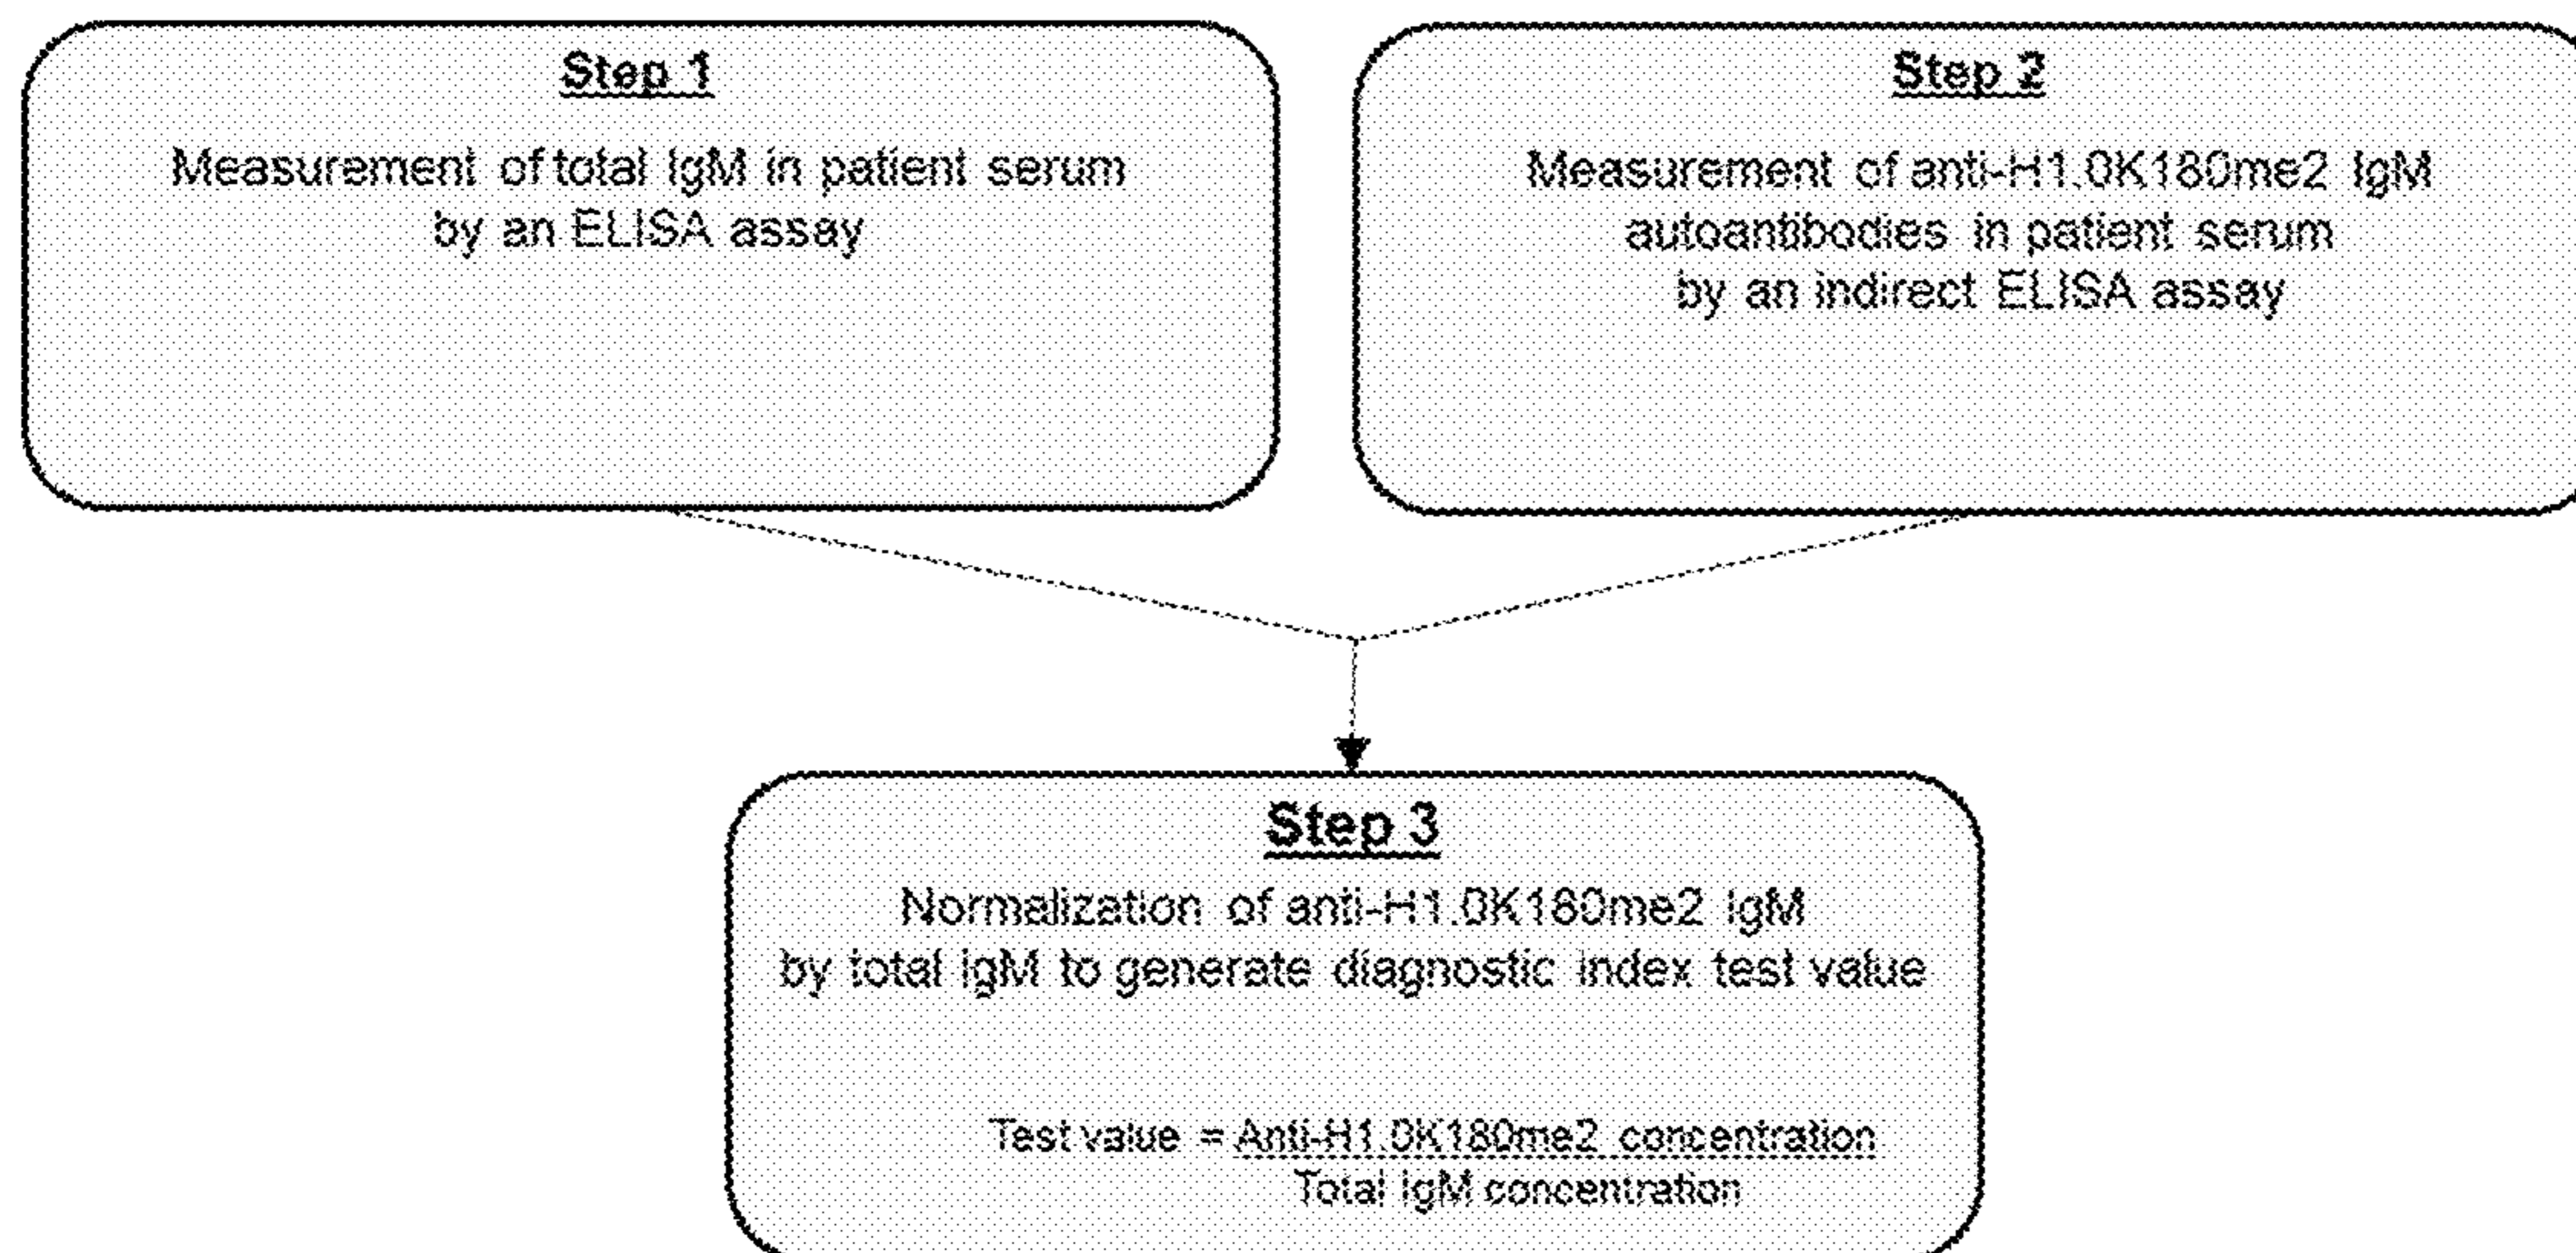 Step 1
Measurement of total IgM in patient serum
by an ELISA assay
Step 2
Measurement of anti-H1.0K180me2 IgM
autoantibodies in patient serum
by an indirect ELISA assay
Step 3
Normalization of anti-H1.0K180me2 IgM
by total IgM to generate diagnostic index test value
Test value = Anti-H1.0K180me2 concentration
Total IgM concentration